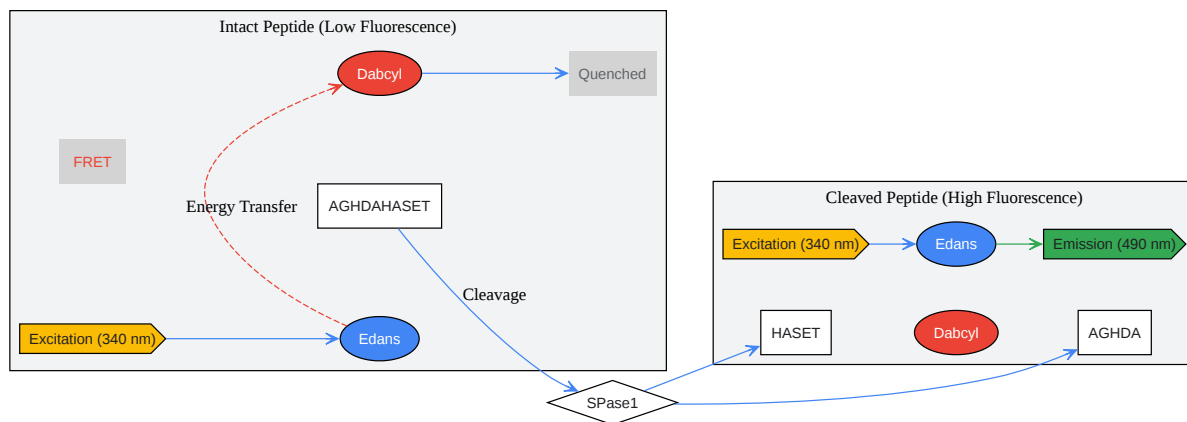 Intact Peptide (Low Fluorescence)
Dabcyl
Quenched
FRET
Energy Transfer
AGHDAHASET
Cleavage
Excitation (340 nm)
Edans
SPase1
Cleaved Peptide (High Fluorescence)
Excitation (340 nm)
Edans
Emission (490 nm)
HASET
Dabcyl
AGHDA